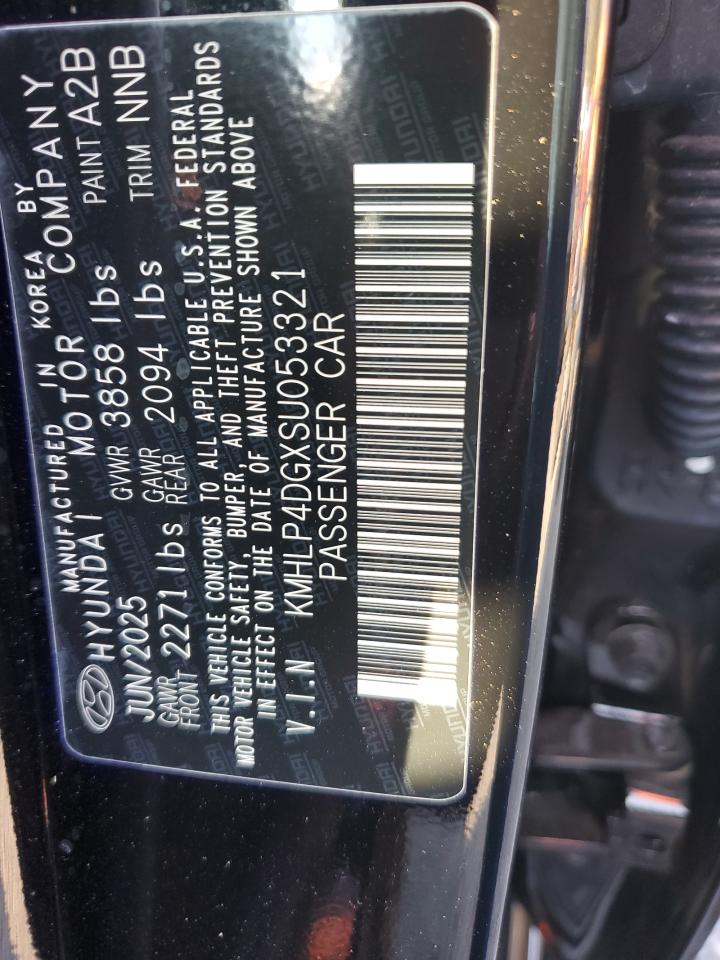 MANUFACTURED IN KOREA BY
HYUNDAI MOTOR COMPANY
JUN/2025 GVWR 3858 lbs PAINT A2B
GAWR FRONT 2271 lbs GAWR REAR 2094 lbs TRIM NNB
THIS VEHICLE CONFORMS TO ALL APPLICABLE U.S.A. FEDERAL
MOTOR VEHICLE SAFETY, BUMPER, AND THEFT PREVENTION STANDARDS
IN EFFECT ON THE DATE OF MANUFACTURE SHOWN ABOVE
V.I.N KMHLP4DGXSU053321
PASSENGER CAR